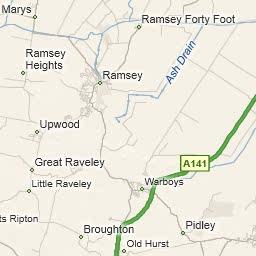 Marys
Ramsey Forty Foot
Ramsey
Heights
Ash Drain
Ramsey
Upwood
A141
Great Raveley
Little Raveley
Warboys
ts Ripton
Broughton
Pidley
Old Hurst